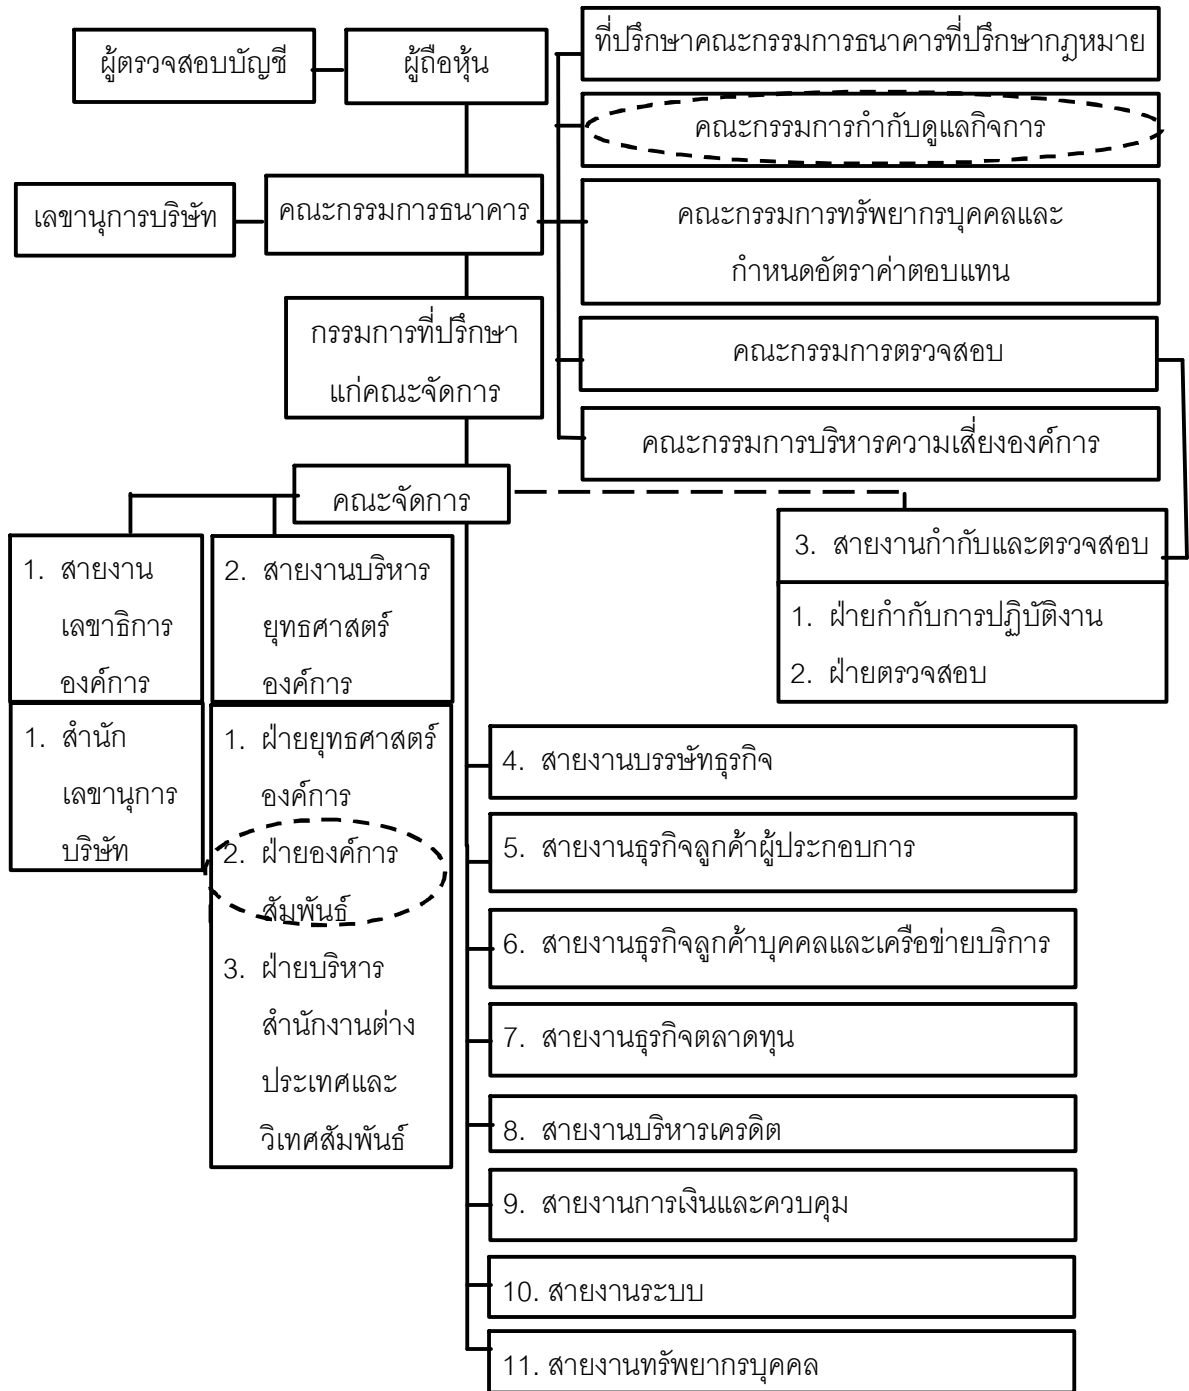 ผู้ตรวจสอบบัญชี
ผู้ถือหุ้น
ที่ปรึกษาคณะกรรมการธนาคารที่ปรึกษากฎหมาย
คณะกรรมการกำกับดูแลกิจการ
เลขานุการบริษัท
คณะกรรมการธนาคาร
คณะกรรมการทรัพยากรบุคคลและ
กำหนดอัตราค่าตอบแทน
กรรมการที่ปรึกษา
แก่คณะจัดการ
คณะกรรมการตรวจสอบ
คณะกรรมการบริหารความเสี่ยงองค์การ
คณะจัดการ
1. สายงาน
เลขาธิการ
องค์การ
1. สำนัก
เลขานุการ
บริษัท
2. สายงานบริหาร
ยุทธศาสตร์
องค์การ
1. ฝ่ายยุทธศาสตร์
องค์การ
2. ฝ่ายองค์การ
สัมพันธ์
3. ฝ่ายบริหาร
สำนักงานต่าง
ประเทศและ
วิเทศสัมพันธ์
3. สายงานกำกับและตรวจสอบ
1. ฝ่ายกำกับการปฏิบัติงาน
2. ฝ่ายตรวจสอบ
4. สายงานบรรษัทธุรกิจ
5. สายงานธุรกิจลูกค้าผู้ประกอบการ
6. สายงานธุรกิจลูกค้าบุคคลและเครือข่ายบริการ
7. สายงานธุรกิจตลาดทุน
8. สายงานบริหารเครดิต
9. สายงานการเงินและควบคุม
10. สายงานระบบ
11. สายงานทรัพยากรบุคคล